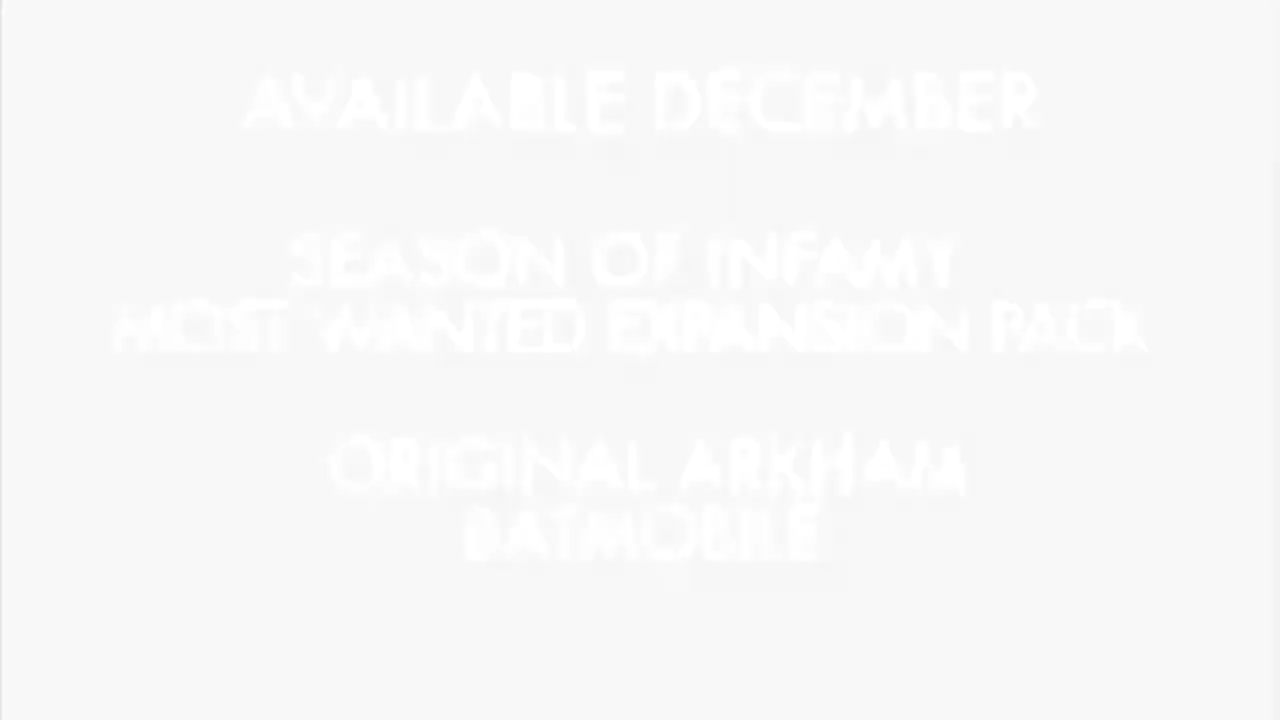 AVAILABLE DECEMBER
SEASON OF INFAMY
MOST WANTED EXPANSION PACK
ORIGINAL ARKHAM
BATMOBILE